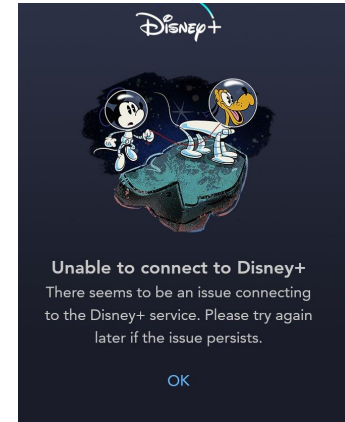 Disney+
Unable to connect to Disney+
There seems to be an issue connecting
to the Disney+ service. Please try again
later if the issue persists.
OK